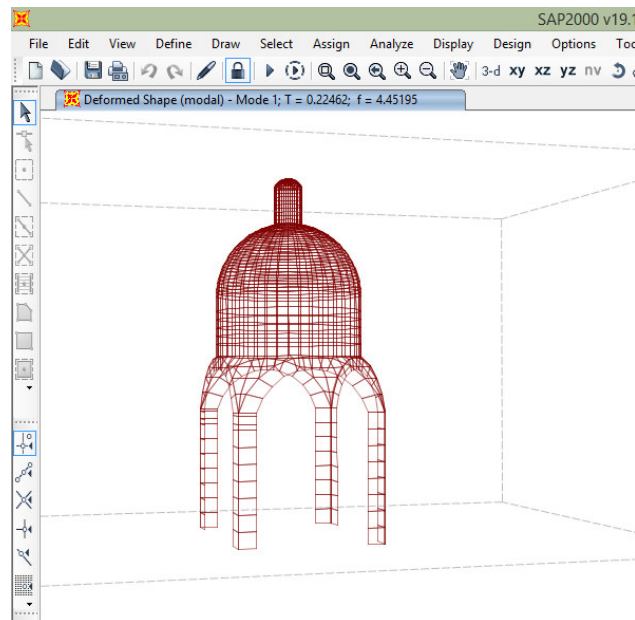 SAP2000 v19.1
File Edit View Define Draw Select Assign Analyze Display Design Options
3-d xy xz yz nv
Deformed Shape (modal) - Mode 1; T = 0.22462; f = 4.45195